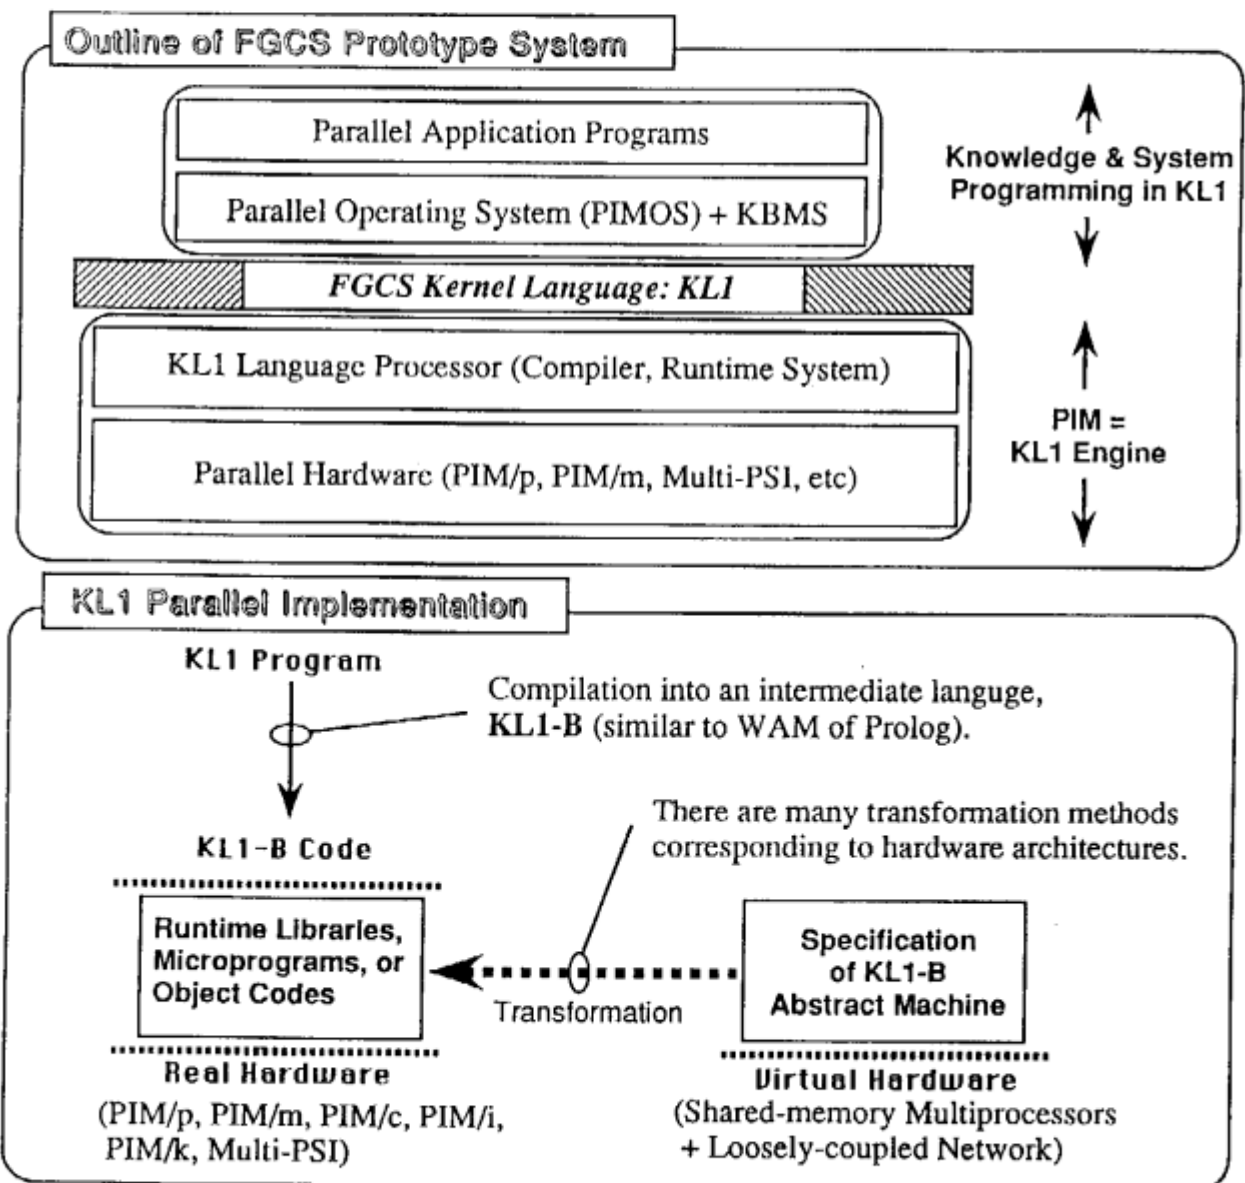 Outline of FGCS Prototype System
Parallel Application Programs
Parallel Operating System (PIMOS) + KBMS
Knowledge & System
Programming in KL1
FGCS Kernel Language: KL1
KL1 Language Processor (Compiler, Runtime System)
Parallel Hardware (PIM/p, PIM/m, Multi-PSI, etc)
PIM =
KL1 Engine
KL1 Parallel Implementation
KL1 Program
Compilation into an intermediate languge,
KL1-B (similar to WAM of Prolog).
There are many transformation methods
corresponding to hardware architectures.
KL1-B Code
Runtime Libraries,
Microprograms, or
Object Codes
Transformation
Specification
of KL1-B
Abstract Machine
Real Hardware
(PIM/p, PIM/m, PIM/c, PIM/i,
PIM/k, Multi-PSI)
Virtual Hardware
(Shared-memory Multiprocessors
+ Loosely-coupled Network)